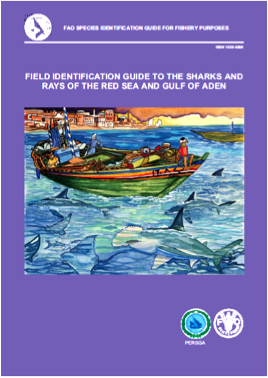 FAO SPECIES IDENTIFICATION GUIDE FOR FISHERY PURPOSES
FIELD IDENTIFICATION GUIDE TO THE SHARKS AND
RAYS OF THE RED SEA AND GULF OF ADEN
PERSGA